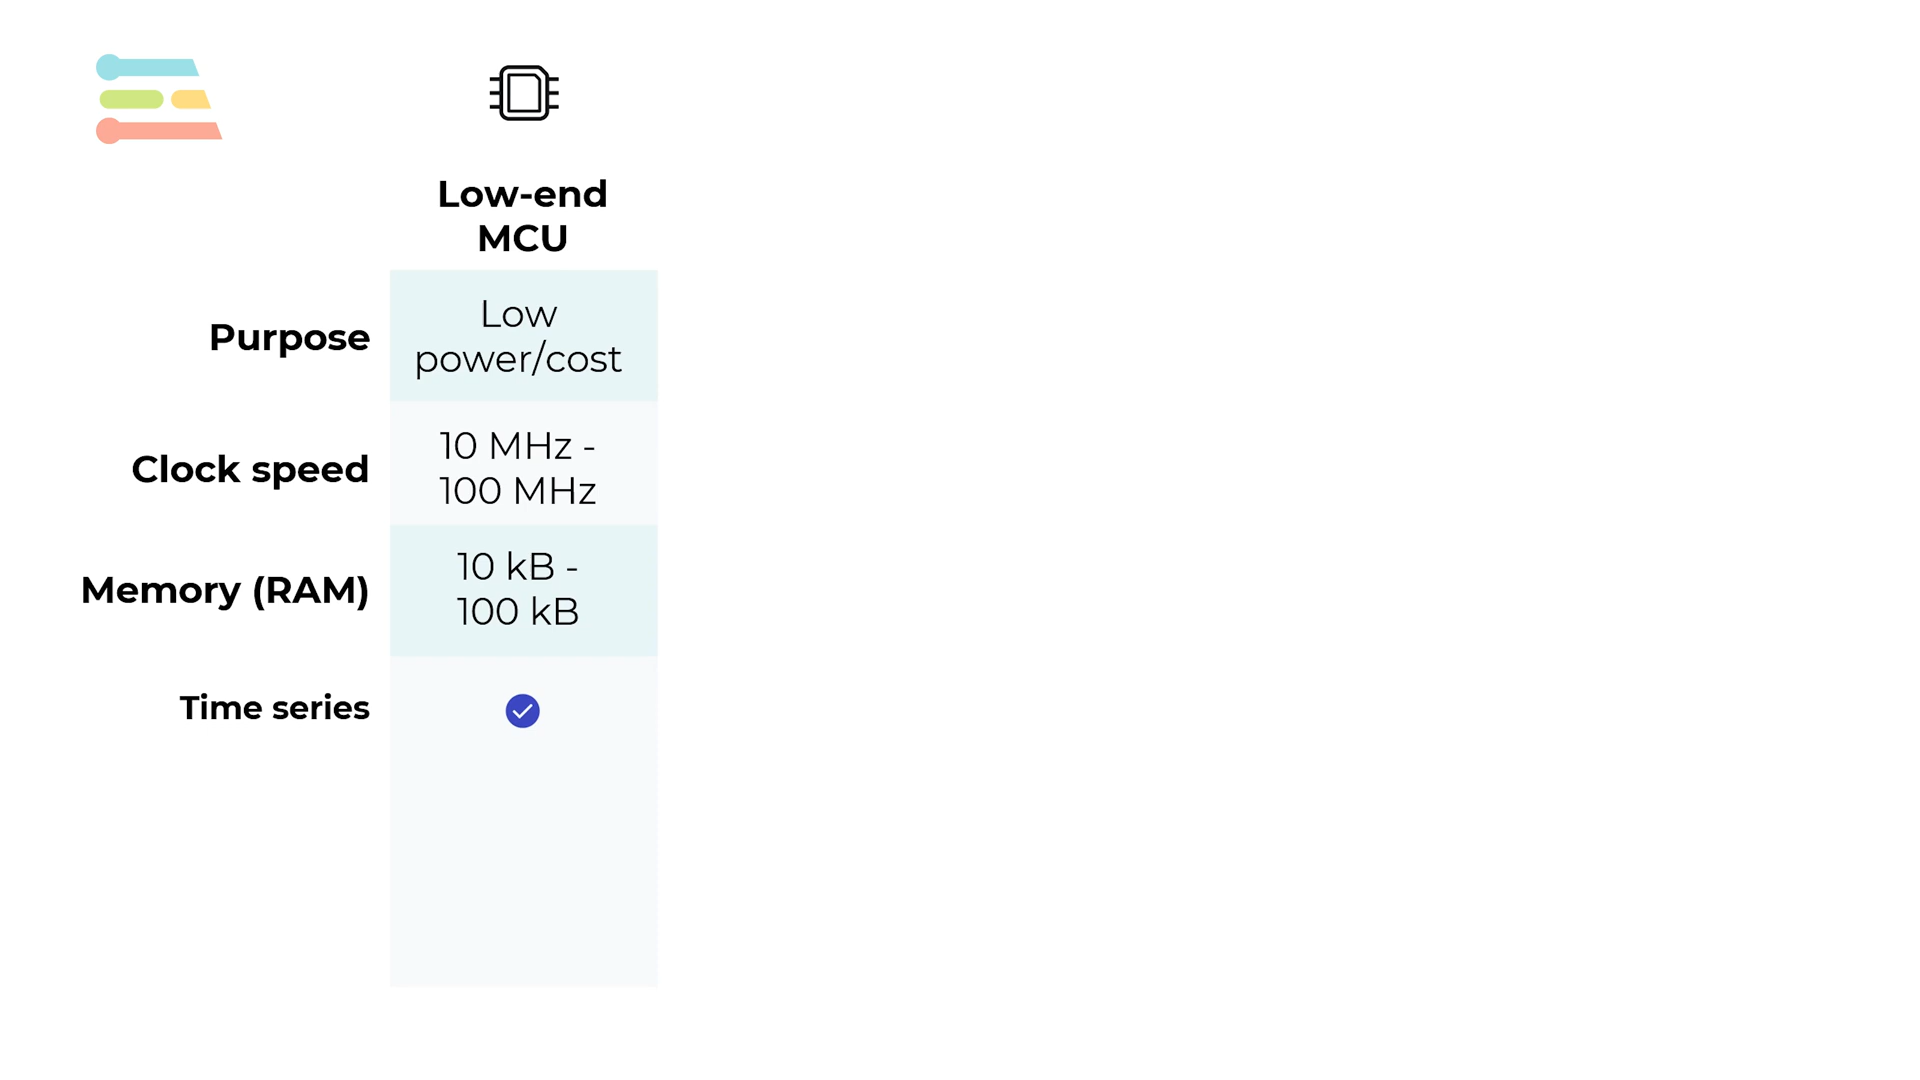 Low-end
MCU
Purpose
Low
power/cost
Clock speed
10 MHz -
100 MHz
Memory (RAM)
10 kB -
100 kB
Time series